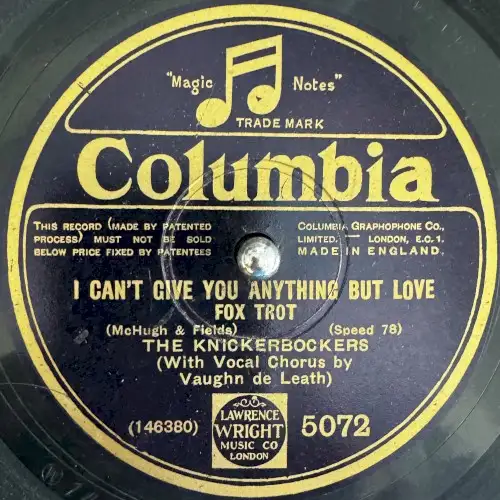 "Magic Notes"
TRADE MARK
Columbia
THIS RECORD (MADE BY PATENTED
PROCESS) MUST NOT BE SOLD
BELOW PRICE FIXED BY PATENTEES
COLUMBIA GRAPHOPHONE CO.,
LIMITED. — LONDON, E.C.1.
MADE IN ENGLAND.
I CAN'T GIVE YOU ANYTHING BUT LOVE
FOX TROT
(McHugh & Fields) (Speed 78)
THE KNICKERBOCKERS
(With Vocal Chorus by
Vaughn de Leath)
(146380)
LAWRENCE
WRIGHT
MUSIC CO
LONDON
5072